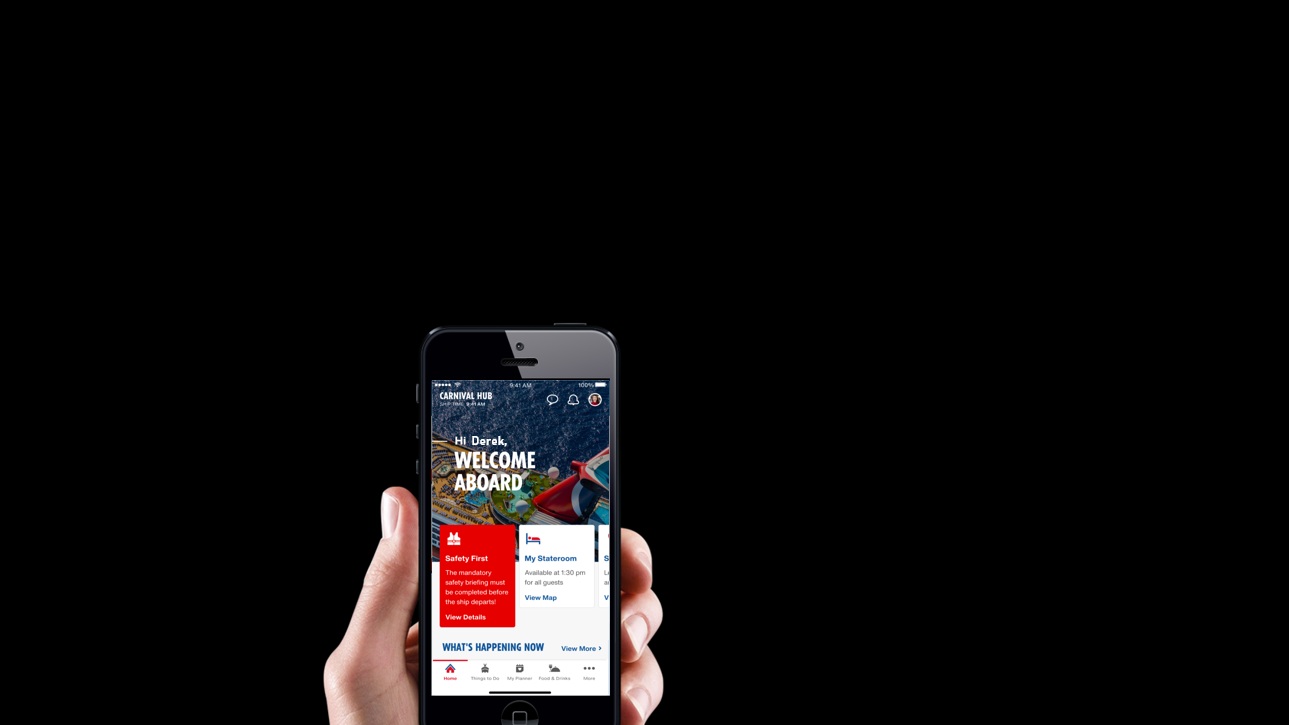 9:41 AM 100%
CARNIVAL HUB
SHIP TIME: 9:41 AM
Hi Derek,
WELCOME
ABOARD
Safety First
The mandatory
safety briefing must
be completed before
the ship departs!
View Details
My Stateroom
Available at 1:30 pm
for all guests
View Map
S
V
WHAT'S HAPPENING NOW
View More >
Home Things to Do My Planner Food & Drinks More